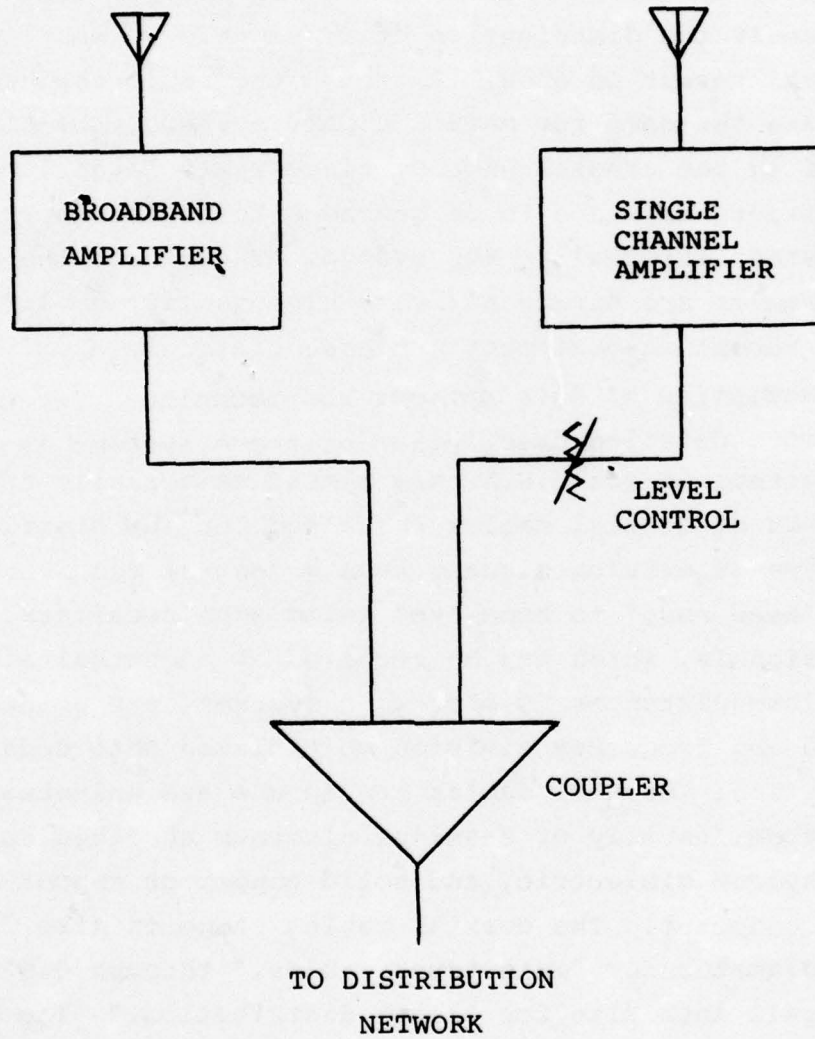 BROADBAND
AMPLIFIER
SINGLE
CHANNEL
AMPLIFIER
LEVEL
CONTROL
COUPLER
TO DISTRIBUTION
NETWORK